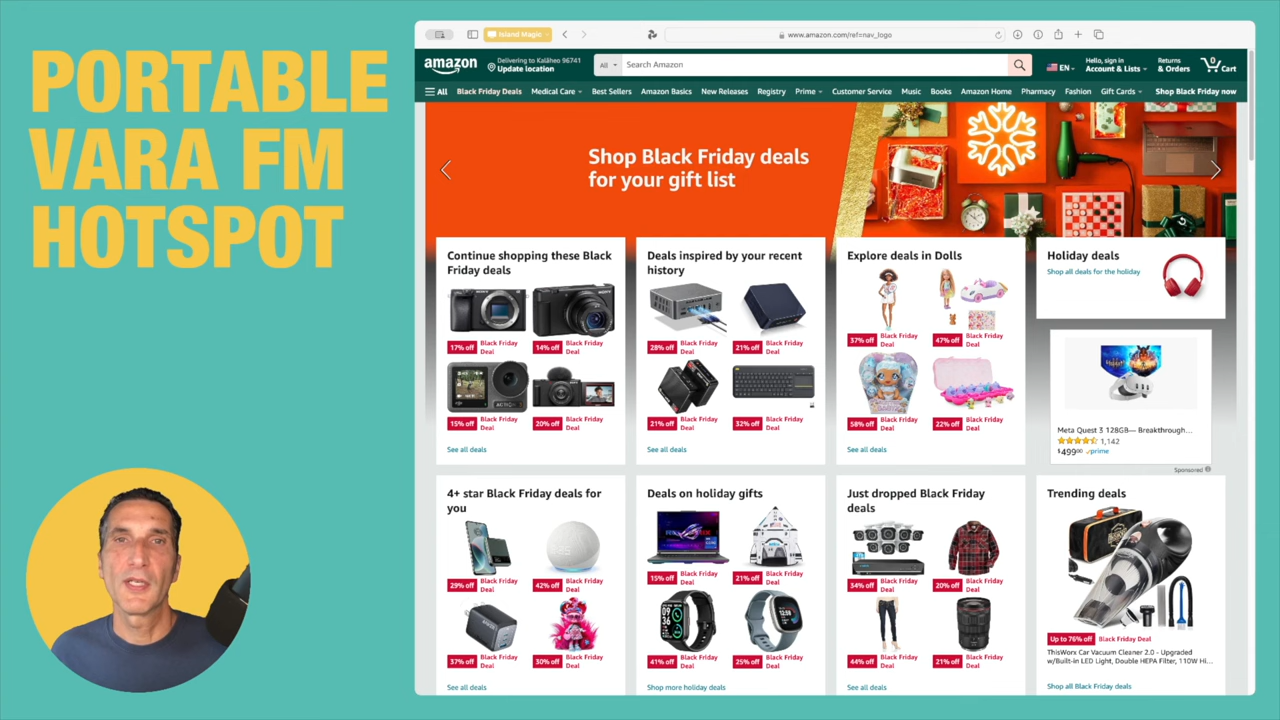 PORTABLE
VARA FM
HOTSPOT
Island Magic
www.amazon.com/ref=nav_logo
amazon
Delivering to Kalāheo 96741
Update location
All
Search Amazon
EN
Hello, sign in
Account & Lists
Returns
& Orders
0
Cart
All
Black Friday Deals
Medical Care
Best Sellers
Amazon Basics
New Releases
Registry
Prime
Customer Service
Music
Books
Amazon Home
Pharmacy
Fashion
Gift Cards
Shop Black Friday now
Shop Black Friday deals
for your gift list
Continue shopping these Black
Friday deals
17% off Black Friday
Deal
14% off Black Friday
Deal
15% off Black Friday
Deal
20% off Black Friday
Deal
See all deals
Deals inspired by your recent
history
28% off Black Friday
Deal
21% off Black Friday
Deal
21% off Black Friday
Deal
32% off Black Friday
Deal
See all deals
Explore deals in Dolls
37% off Black Friday
Deal
47% off Black Friday
Deal
58% off Black Friday
Deal
22% off Black Friday
Deal
See all deals
Holiday deals
Shop all deals for the holiday
Meta Quest 3 128GB— Breakthrough...
1,142
$499.00 prime
Sponsored
4+ star Black Friday deals for
you
29% off Black Friday
Deal
42% off Black Friday
Deal
37% off Black Friday
Deal
30% off Black Friday
Deal
See all deals
Deals on holiday gifts
15% off Black Friday
Deal
21% off Black Friday
Deal
41% off Black Friday
Deal
25% off Black Friday
Deal
Shop more holiday deals
Just dropped Black Friday
deals
34% off Black Friday
Deal
20% off Black Friday
Deal
44% off Black Friday
Deal
21% off Black Friday
Deal
See all deals
Trending deals
Up to 76% off Black Friday Deal
ThisWorx Car Vacuum Cleaner 2.0 - Upgraded
w/Built-in LED Light, Double HEPA Filter, 110W Hi...
Shop all Black Friday deals